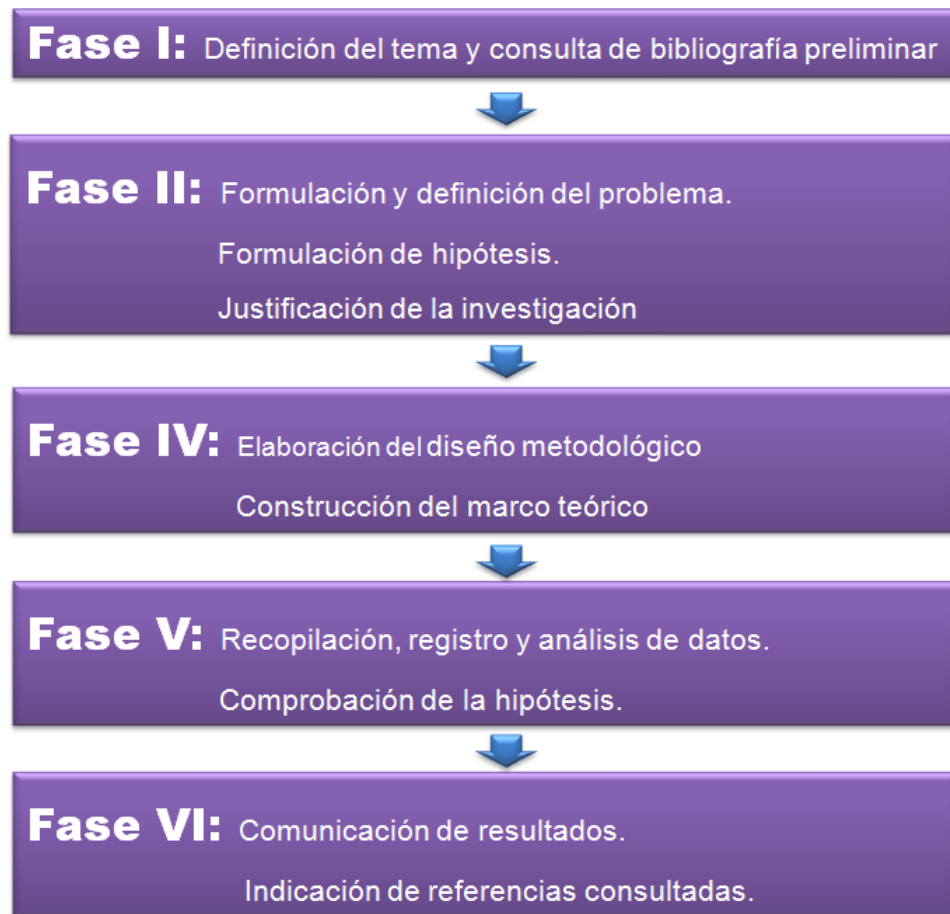 Fase I: Definición del tema y consulta de bibliografía preliminar
Fase II: Formulación y definición del problema.
Formulación de hipótesis.
Justificación de la investigación
Fase IV: Elaboración del diseño metodológico
Construcción del marco teórico
Fase V: Recopilación, registro y análisis de datos.
Comprobación de la hipótesis.
Fase VI: Comunicación de resultados.
Indicación de referencias consultadas.